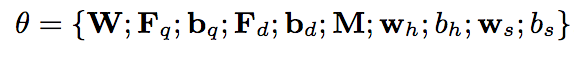 θ = {W; F_q; b_q; F_d; b_d; M; w_h; b_h; w_s; b_s}